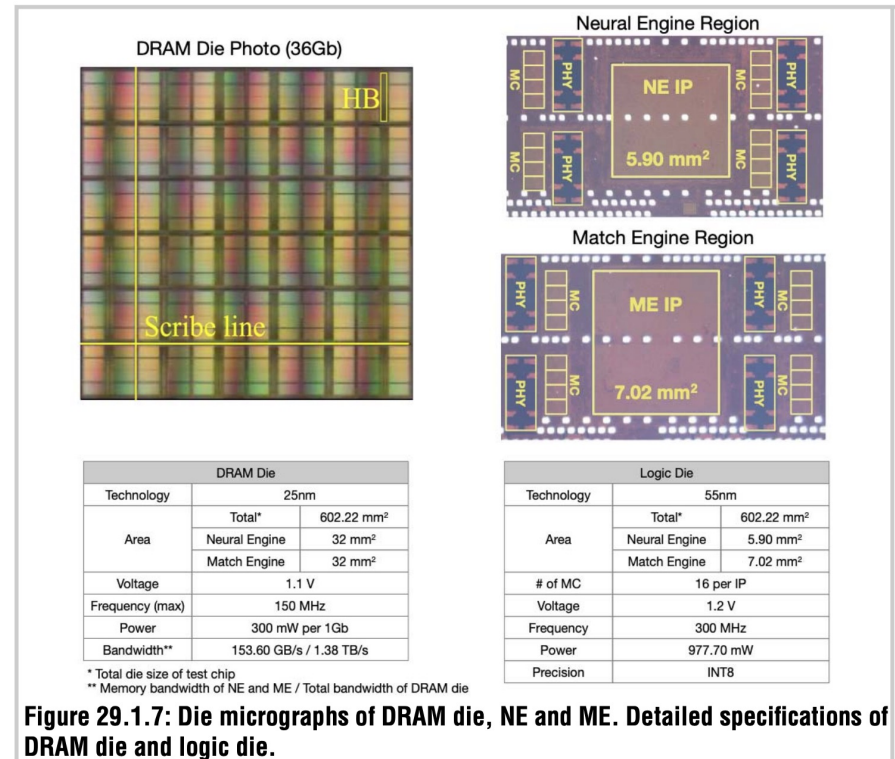 DRAM Die Photo (36Gb)
HB
Scribe line
Neural Engine Region
MC
PHY
NE IP
MC
PHY
MC
PHY
5.90 mm²
MC
PHY
Match Engine Region
PHY
MC
ME IP
PHY
MC
PHY
MC
7.02 mm²
PHY
MC
DRAM Die
Technology 25nm
Area Total* 602.22 mm²
Neural Engine 32 mm²
Match Engine 32 mm²
Voltage 1.1 V
Frequency (max) 150 MHz
Power 300 mW per 1Gb
Bandwidth** 153.60 GB/s / 1.38 TB/s
* Total die size of test chip
** Memory bandwidth of NE and ME / Total bandwidth of DRAM die
Logic Die
Technology 55nm
Area Total* 602.22 mm²
Neural Engine 5.90 mm²
Match Engine 7.02 mm²
# of MC 16 per IP
Voltage 1.2 V
Frequency 300 MHz
Power 977.70 mW
Precision INT8
Figure 29.1.7: Die micrographs of DRAM die, NE and ME. Detailed specifications of
DRAM die and logic die.